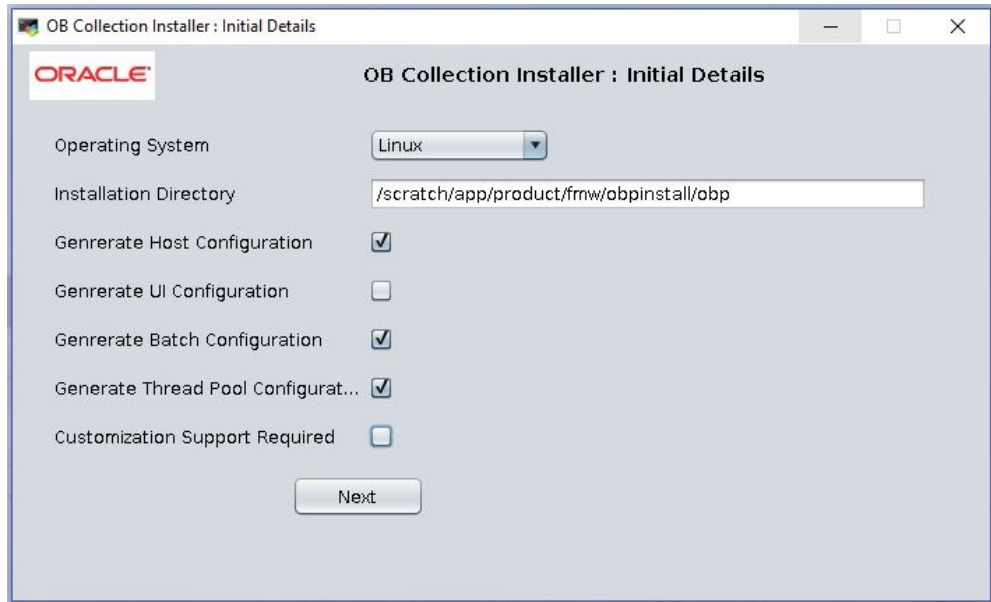 OB Collection Installer : Initial Details
ORACLE
OB Collection Installer : Initial Details
Operating System Linux
Installation Directory /scratch/app/product/fmw/obpinstall/obp
Genrerate Host Configuration
Genrerate UI Configuration
Genrerate Batch Configuration
Generate Thread Pool Configurat...
Customization Support Required
Next